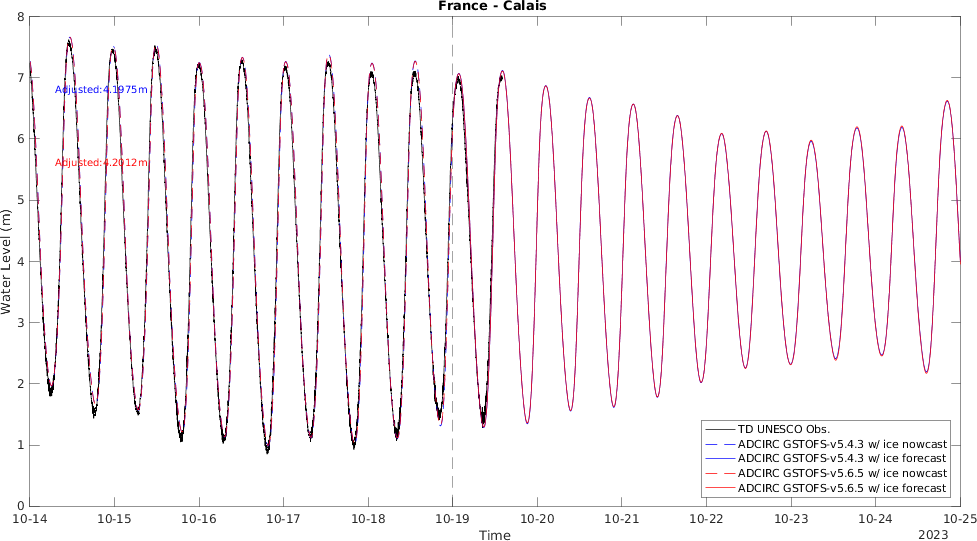 France - Calais
Water Level (m)
8
7
6
5
4
3
2
1
0
Adjusted:4.1975m
Adjusted:4.2012m
TD UNESCO Obs.
ADCIRC GSTOFS-v5.4.3 w/ ice nowcast
ADCIRC GSTOFS-v5.4.3 w/ ice forecast
ADCIRC GSTOFS-v5.6.5 w/ ice nowcast
ADCIRC GSTOFS-v5.6.5 w/ ice forecast
10-14 10-15 10-16 10-17 10-18 10-19 10-20 10-21 10-22 10-23 10-24 10-25
Time
2023